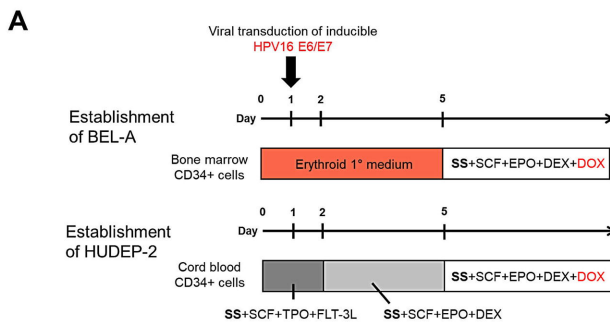 A
Viral transduction of inducible
HPV16 E6/E7
0 1 2 5
Day
Establishment
of BEL-A
Bone marrow
CD34+ cells
Erythroid 1° medium
SS+SCF+EPO+DEX+DOX
0 1 2 5
Day
Establishment
of HUDEP-2
Cord blood
CD34+ cells
SS+SCF+EPO+DEX+DOX
SS+SCF+TPO+FLT-3L
SS+SCF+EPO+DEX